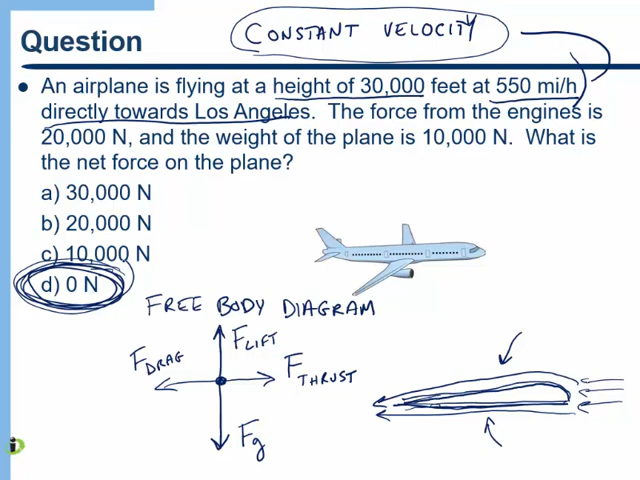 CONSTANT VELOCITY
Question
An airplane is flying at a height of 30,000 feet at 550 mi/h
directly towards Los Angeles. The force from the engines is
20,000 N, and the weight of the plane is 10,000 N. What is
the net force on the plane?
a) 30,000 N
b) 20,000 N
c) 10,000 N
d) 0 N
FREE BODY DIAGRAM
FLIFT
FDRAG
FTHRUST
Fg